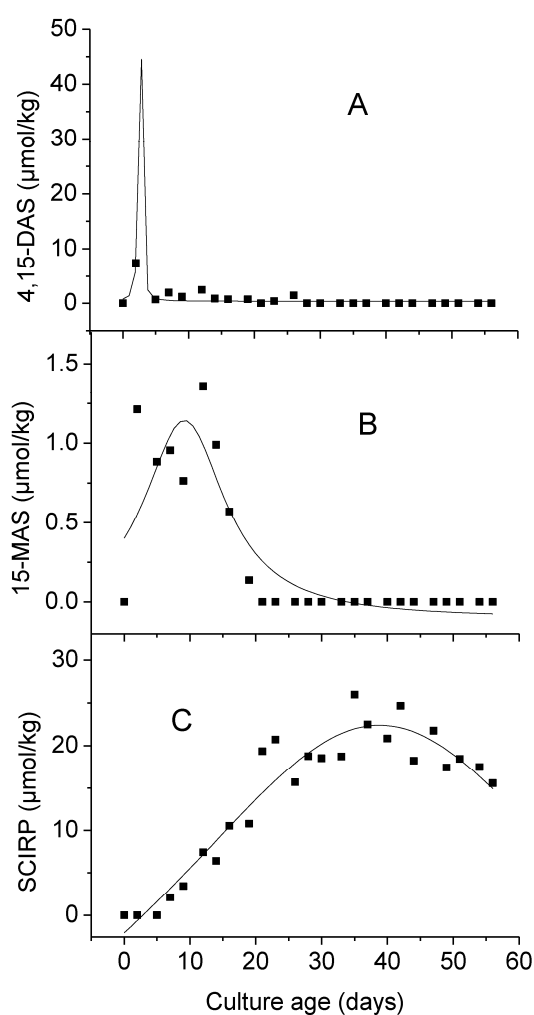 50
40
30
20
10
0
4,15-DAS (μmol/kg)
A
1.5
1.0
0.5
0.0
15-MAS (μmol/kg)
B
30
20
10
0
SCIRP (μmol/kg)
C
0 10 20 30 40 50 60
Culture age (days)